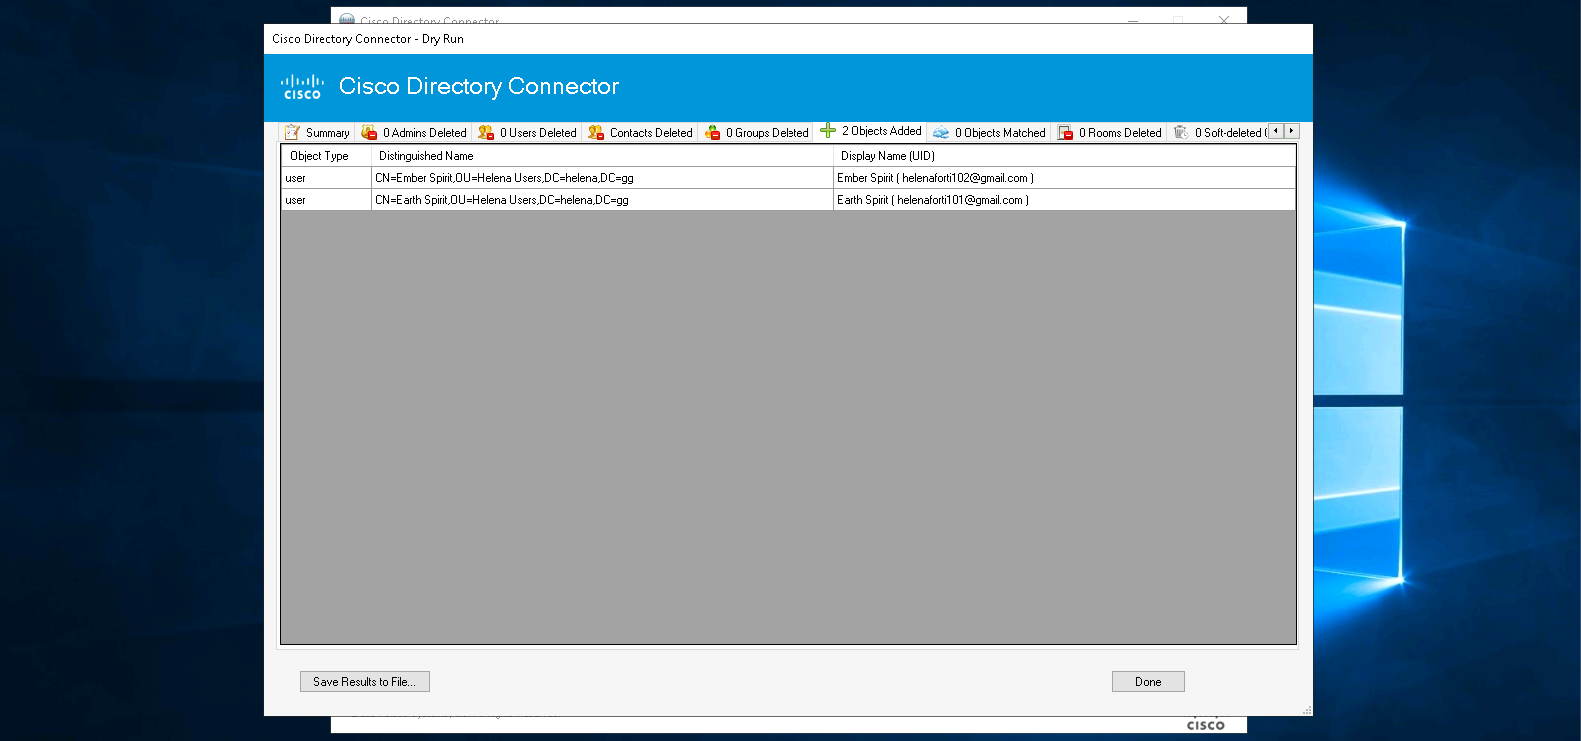 Cisco Directory Connector
Cisco Directory Connector - Dry Run
CISCO Cisco Directory Connector
Summary 0 Admins Deleted 0 Users Deleted Contacts Deleted 0 Groups Deleted 2 Objects Added 0 Objects Matched 0 Rooms Deleted 0 Soft-deleted (
Object Type Distinguished Name Display Name (UID)
user CN=Ember Spirit,OU=Helena Users,DC=helena,DC=gg Ember Spirit ( helenaforti102@gmail.com )
user CN=Earth Spirit,OU=Helena Users,DC=helena,DC=gg Earth Spirit ( helenaforti101@gmail.com )
Save Results to File... Done
CISCO